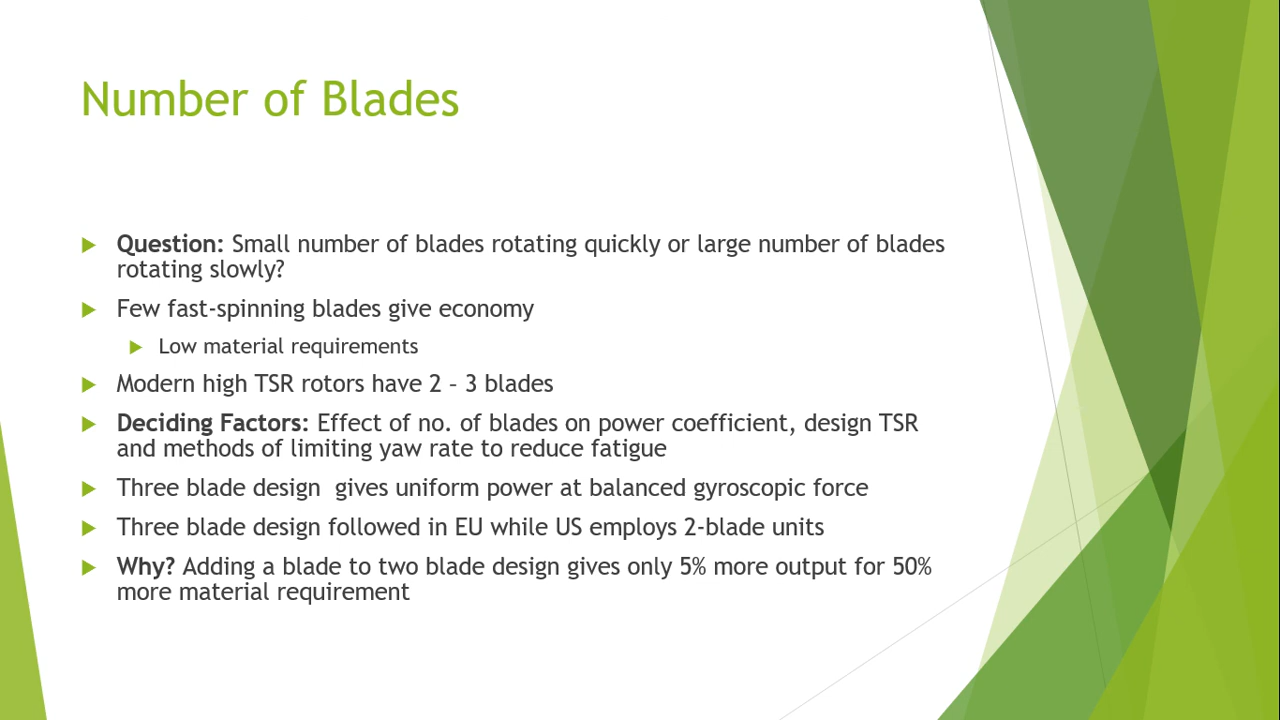 Number of Blades
Question: Small number of blades rotating quickly or large number of blades
rotating slowly?
Few fast-spinning blades give economy
Low material requirements
Modern high TSR rotors have 2 – 3 blades
Deciding Factors: Effect of no. of blades on power coefficient, design TSR
and methods of limiting yaw rate to reduce fatigue
Three blade design  gives uniform power at balanced gyroscopic force
Three blade design followed in EU while US employs 2-blade units
Why? Adding a blade to two blade design gives only 5% more output for 50%
more material requirement